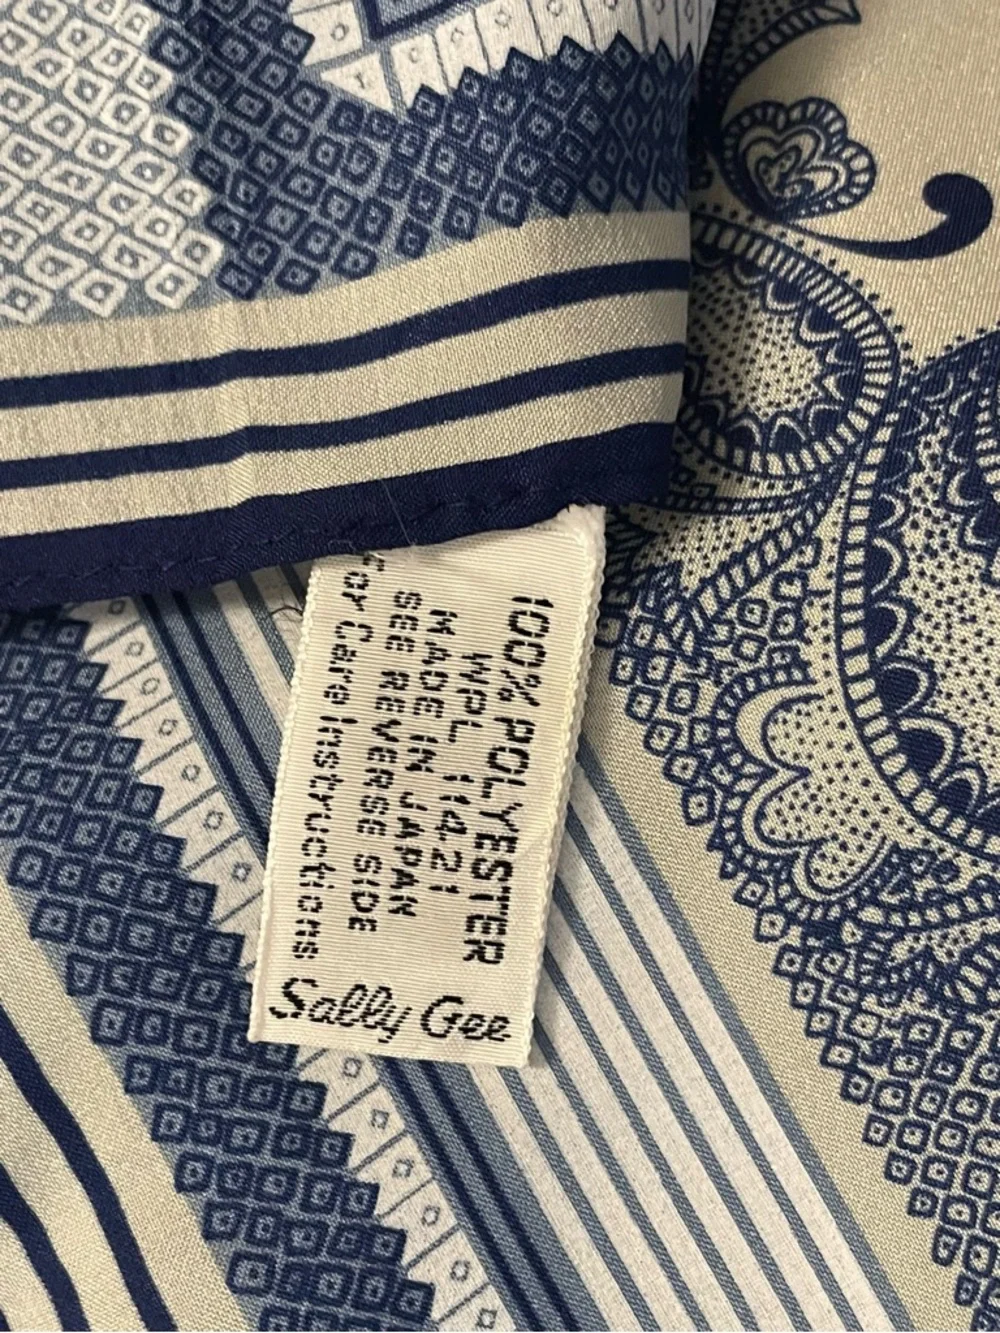 100% POLYESTER
WPL 11421
MADE IN JAPAN
SEE REVERSE SIDE
For Care Instructions
Sally Gee